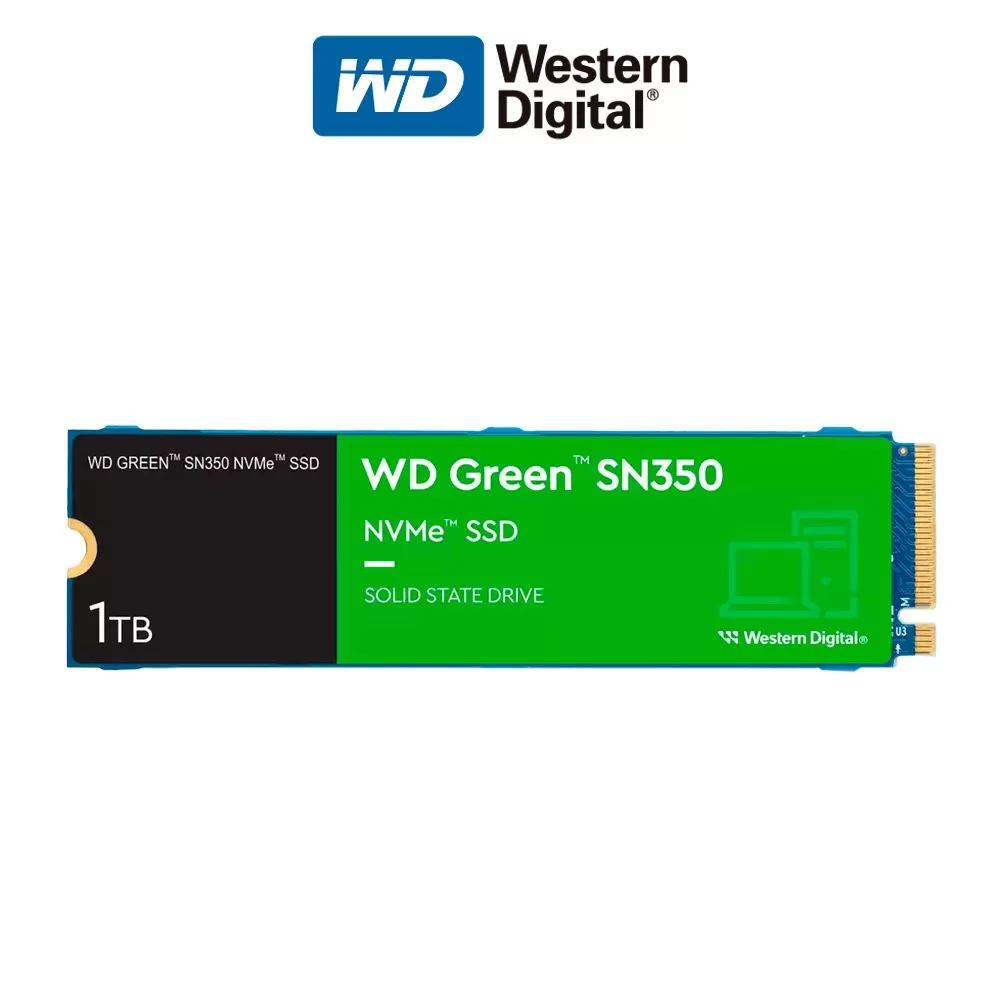 WD Western
Digital®
WD GREEN™ SN350 NVMe™ SSD
1TB
WD Green™ SN350
NVMe™ SSD
SOLID STATE DRIVE
Western Digital®
U3